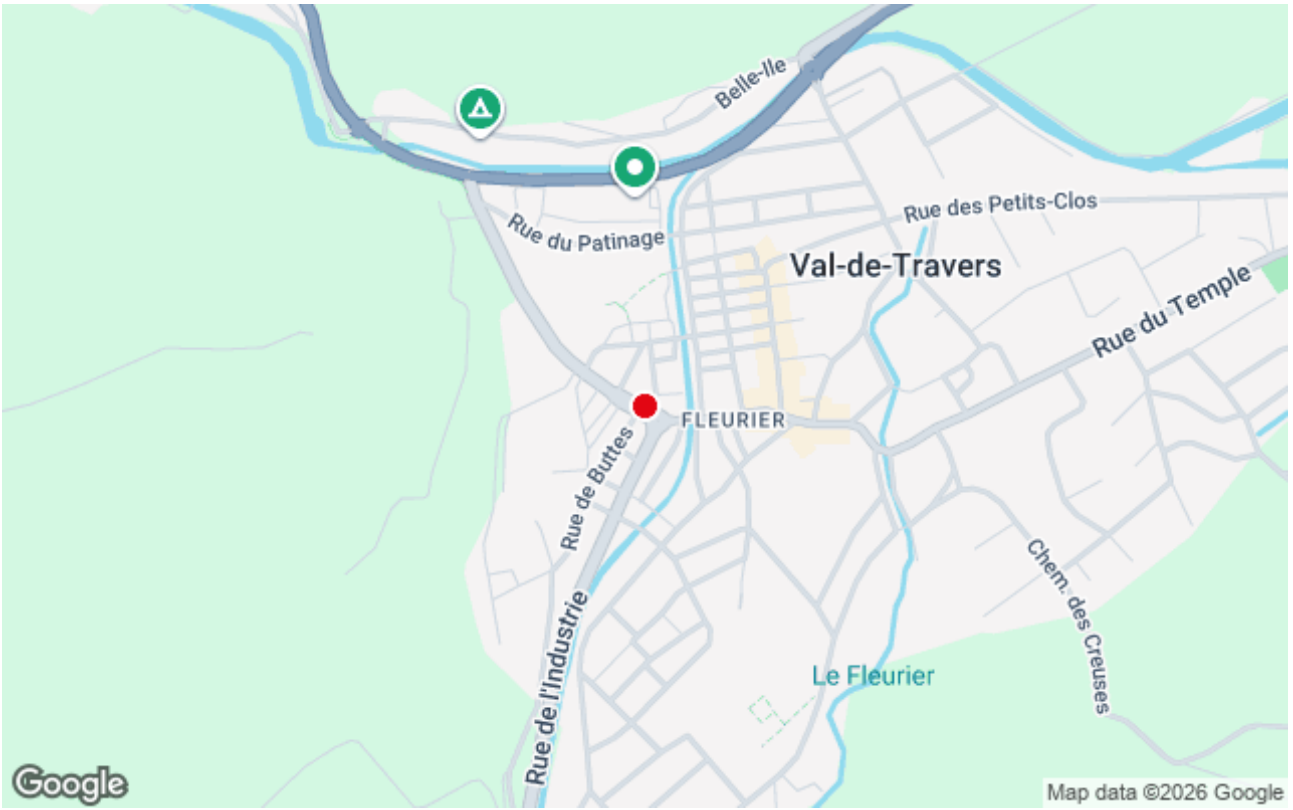 Belle-Ile
Rue des Petits-Clos
Rue du Patinage
Val-de-Travers
Rue du Temple
FLEURIER
Rue de Buttes
Chem. des Creuses
Rue de l'Industrie
Le Fleurier
Google
Map data ©2026 Google